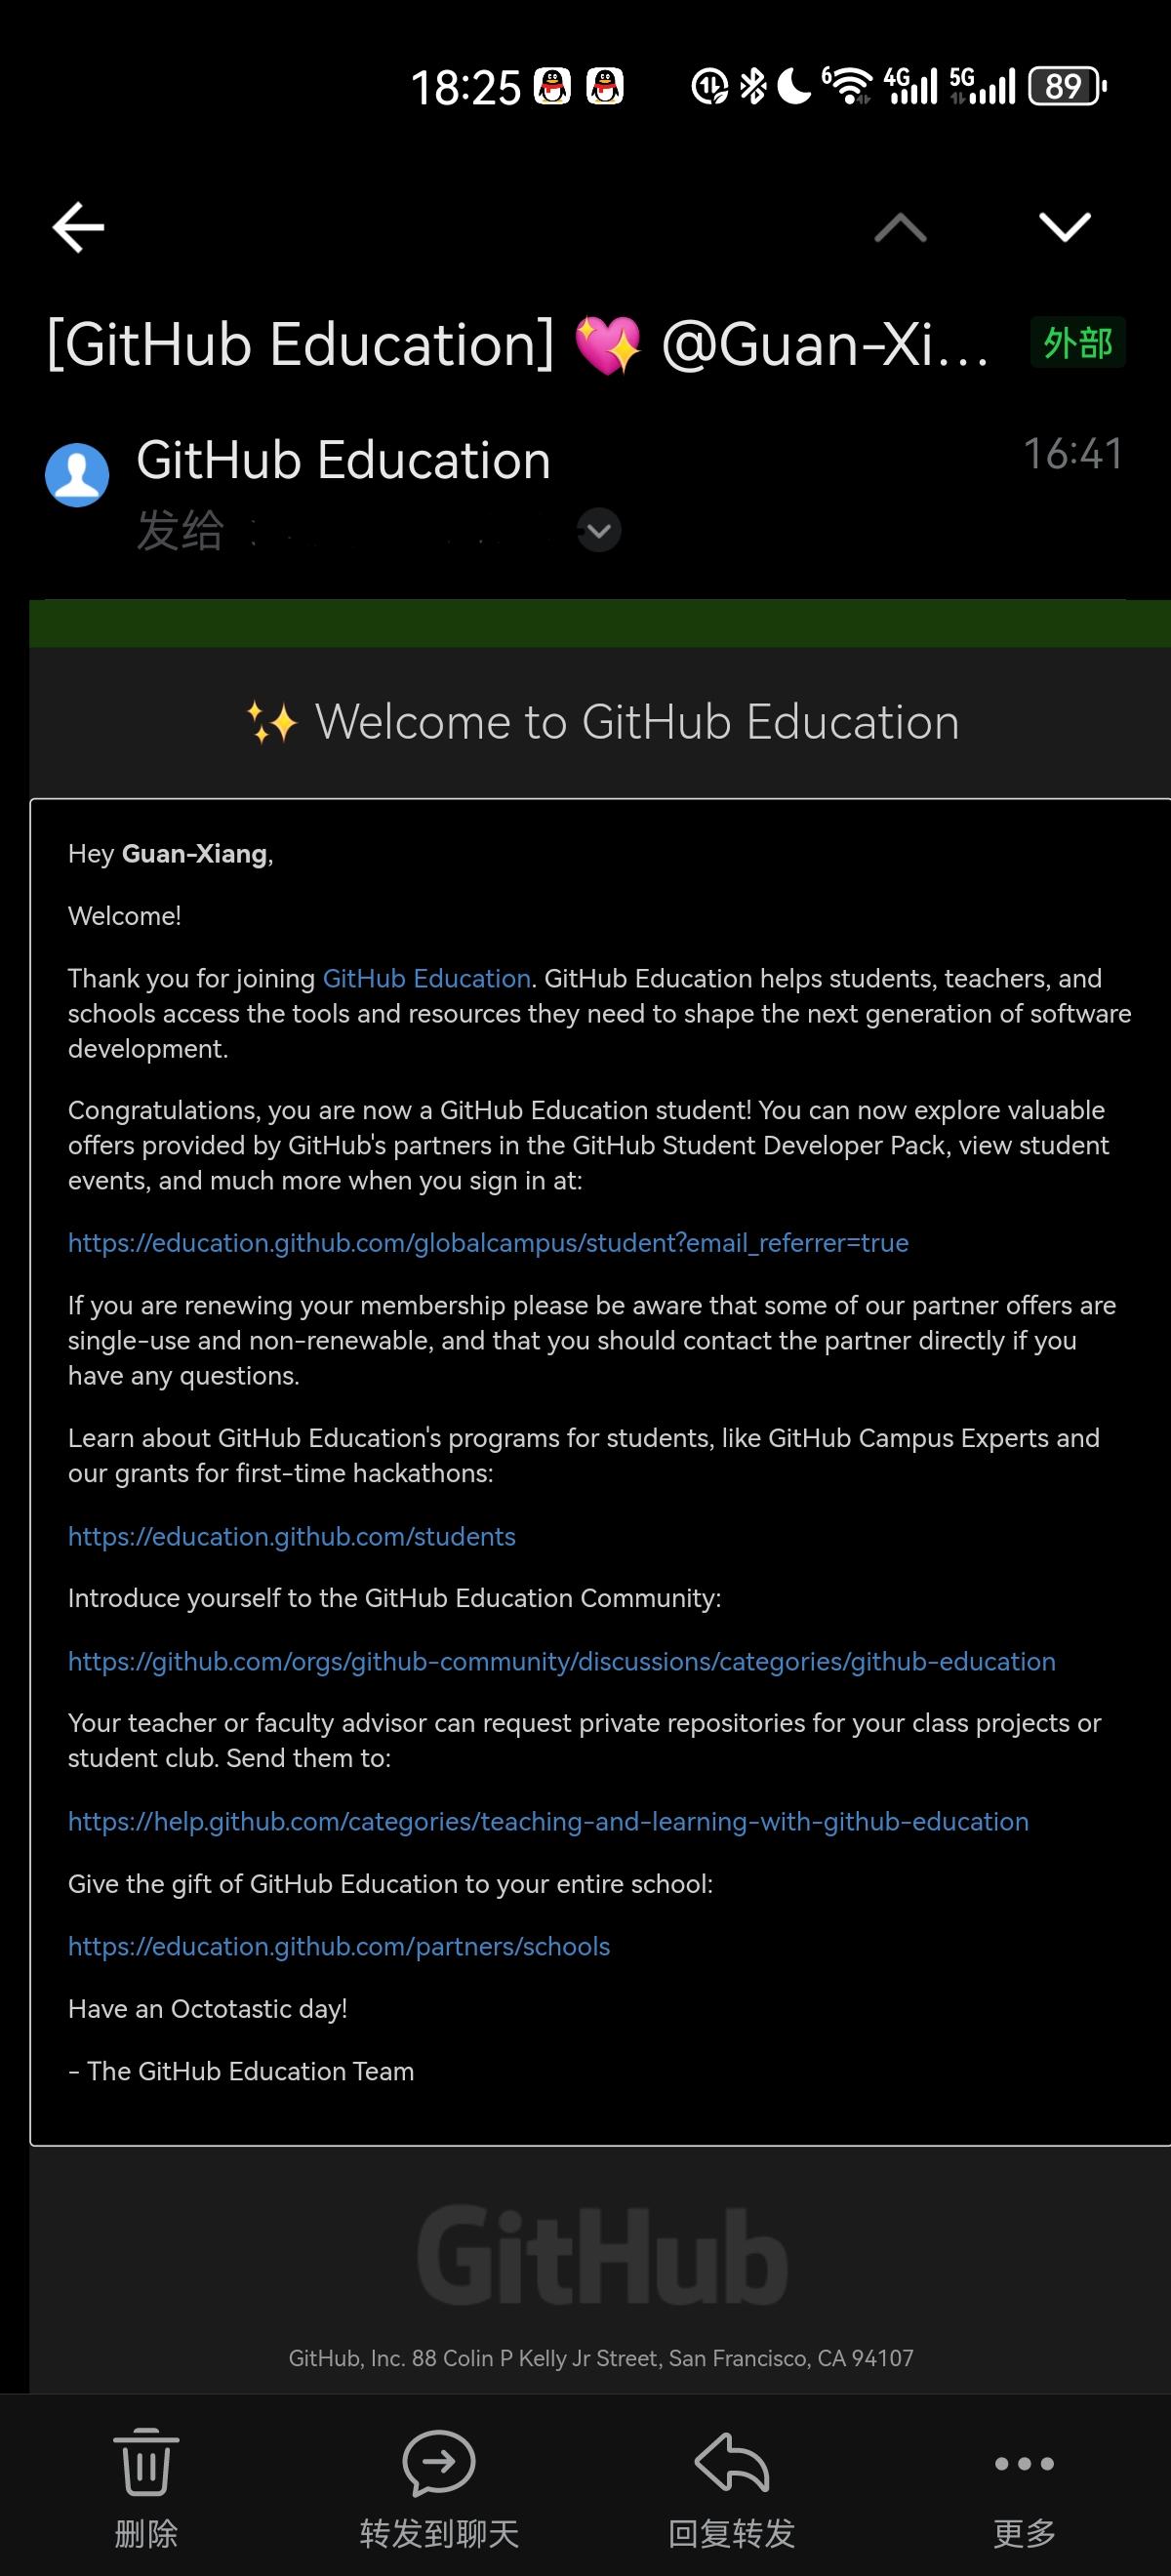 18:25 6 4G 5G 89
[GitHub Education] 💖 @Guan-Xi... 外部
GitHub Education 16:41
发给
✨ Welcome to GitHub Education
Hey Guan-Xiang,
Welcome!
Thank you for joining GitHub Education. GitHub Education helps students, teachers, and
schools access the tools and resources they need to shape the next generation of software
development.
Congratulations, you are now a GitHub Education student! You can now explore valuable
offers provided by GitHub's partners in the GitHub Student Developer Pack, view student
events, and much more when you sign in at:
https://education.github.com/globalcampus/student?email_referrer=true
If you are renewing your membership please be aware that some of our partner offers are
single-use and non-renewable, and that you should contact the partner directly if you
have any questions.
Learn about GitHub Education's programs for students, like GitHub Campus Experts and
our grants for first-time hackathons:
https://education.github.com/students
Introduce yourself to the GitHub Education Community:
https://github.com/orgs/github-community/discussions/categories/github-education
Your teacher or faculty advisor can request private repositories for your class projects or
student club. Send them to:
https://help.github.com/categories/teaching-and-learning-with-github-education
Give the gift of GitHub Education to your entire school:
https://education.github.com/partners/schools
Have an Octotastic day!
- The GitHub Education Team
GitHub
GitHub, Inc. 88 Colin P Kelly Jr Street, San Francisco, CA 94107
删除 转发到聊天 回复转发 更多